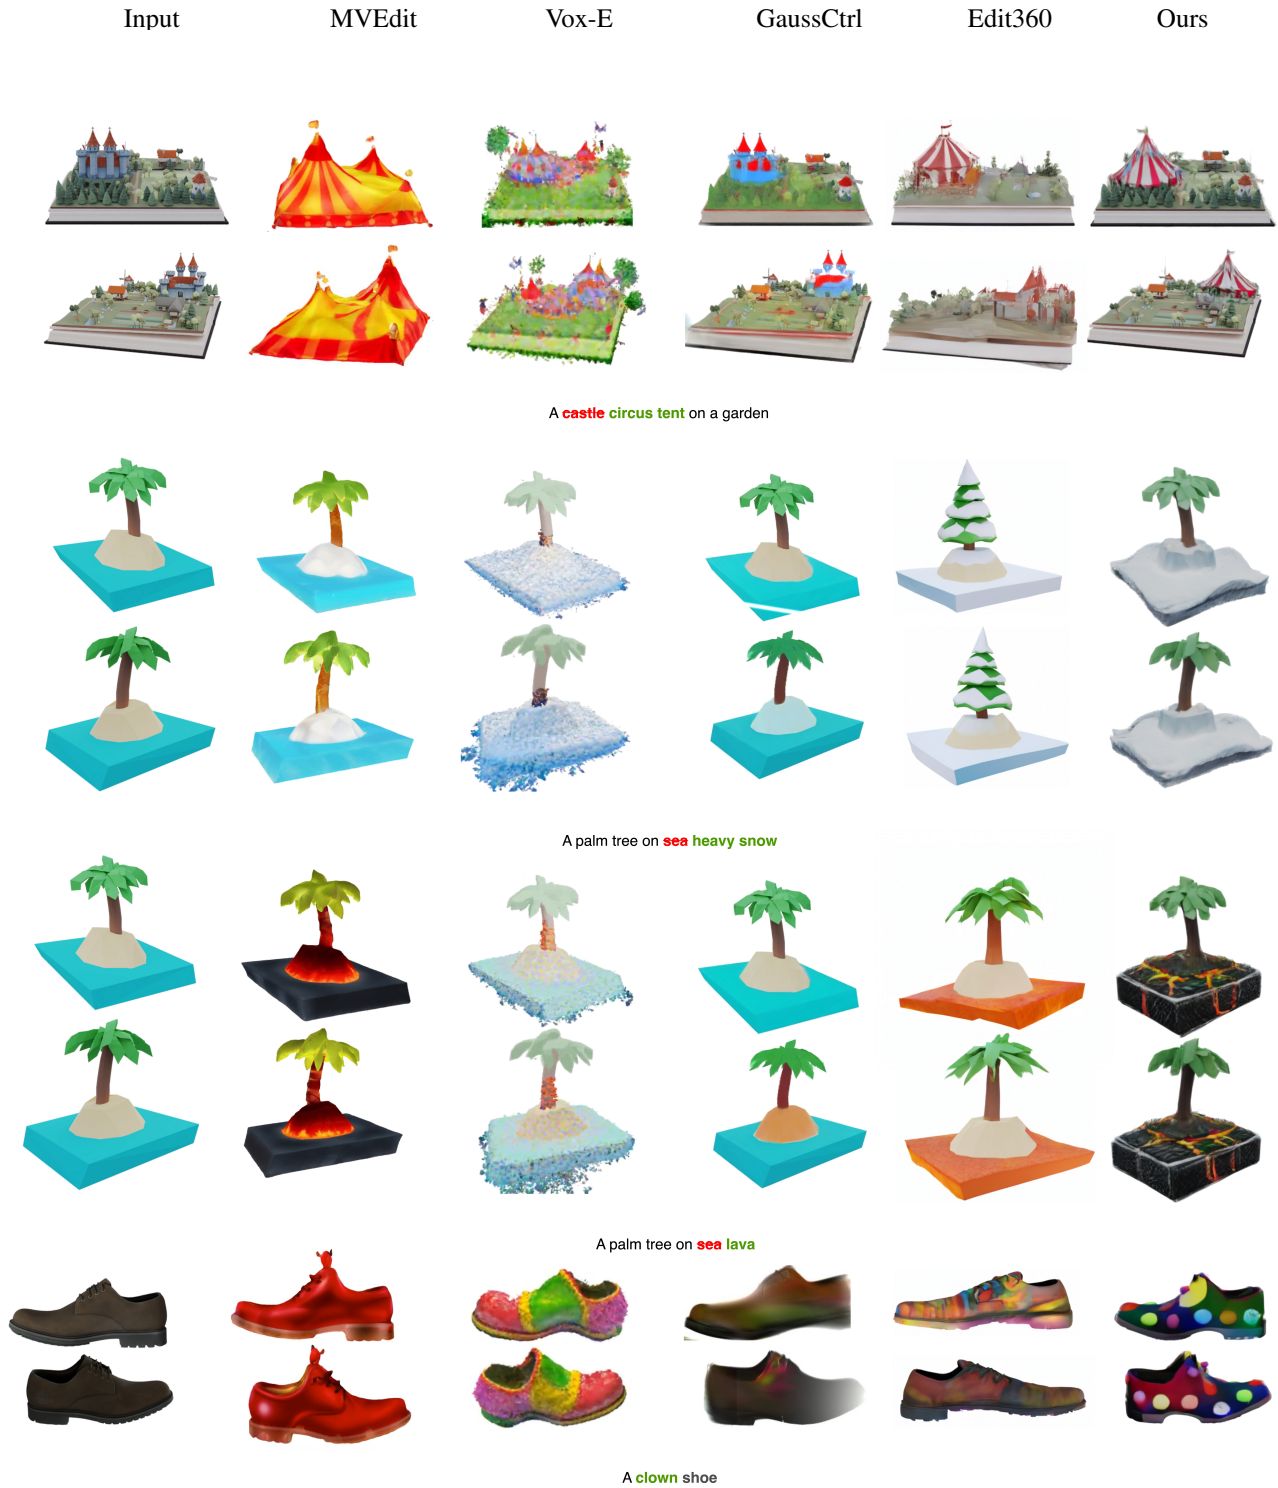 Input MVEdit Vox-E GaussCtrl Edit360 Ours
A castle circus tent on a garden
A palm tree on sea heavy snow
A palm tree on sea lava
A clown shoe